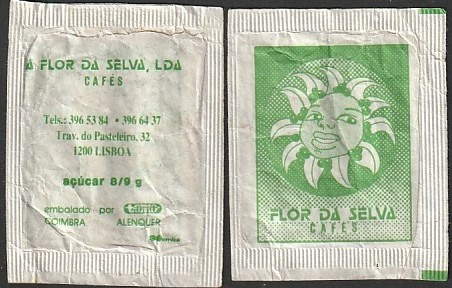 A FLOR DA SELVA, LDA
CAFÉS
Tels.: 396 53 84 • 396 64 37
Trav. do Pasteleiro, 32
1200 LISBOA
açúcar 8/9 g
embalado por
COIMBRA ALENQUER
FLOR DA SELVA
CAFÉS